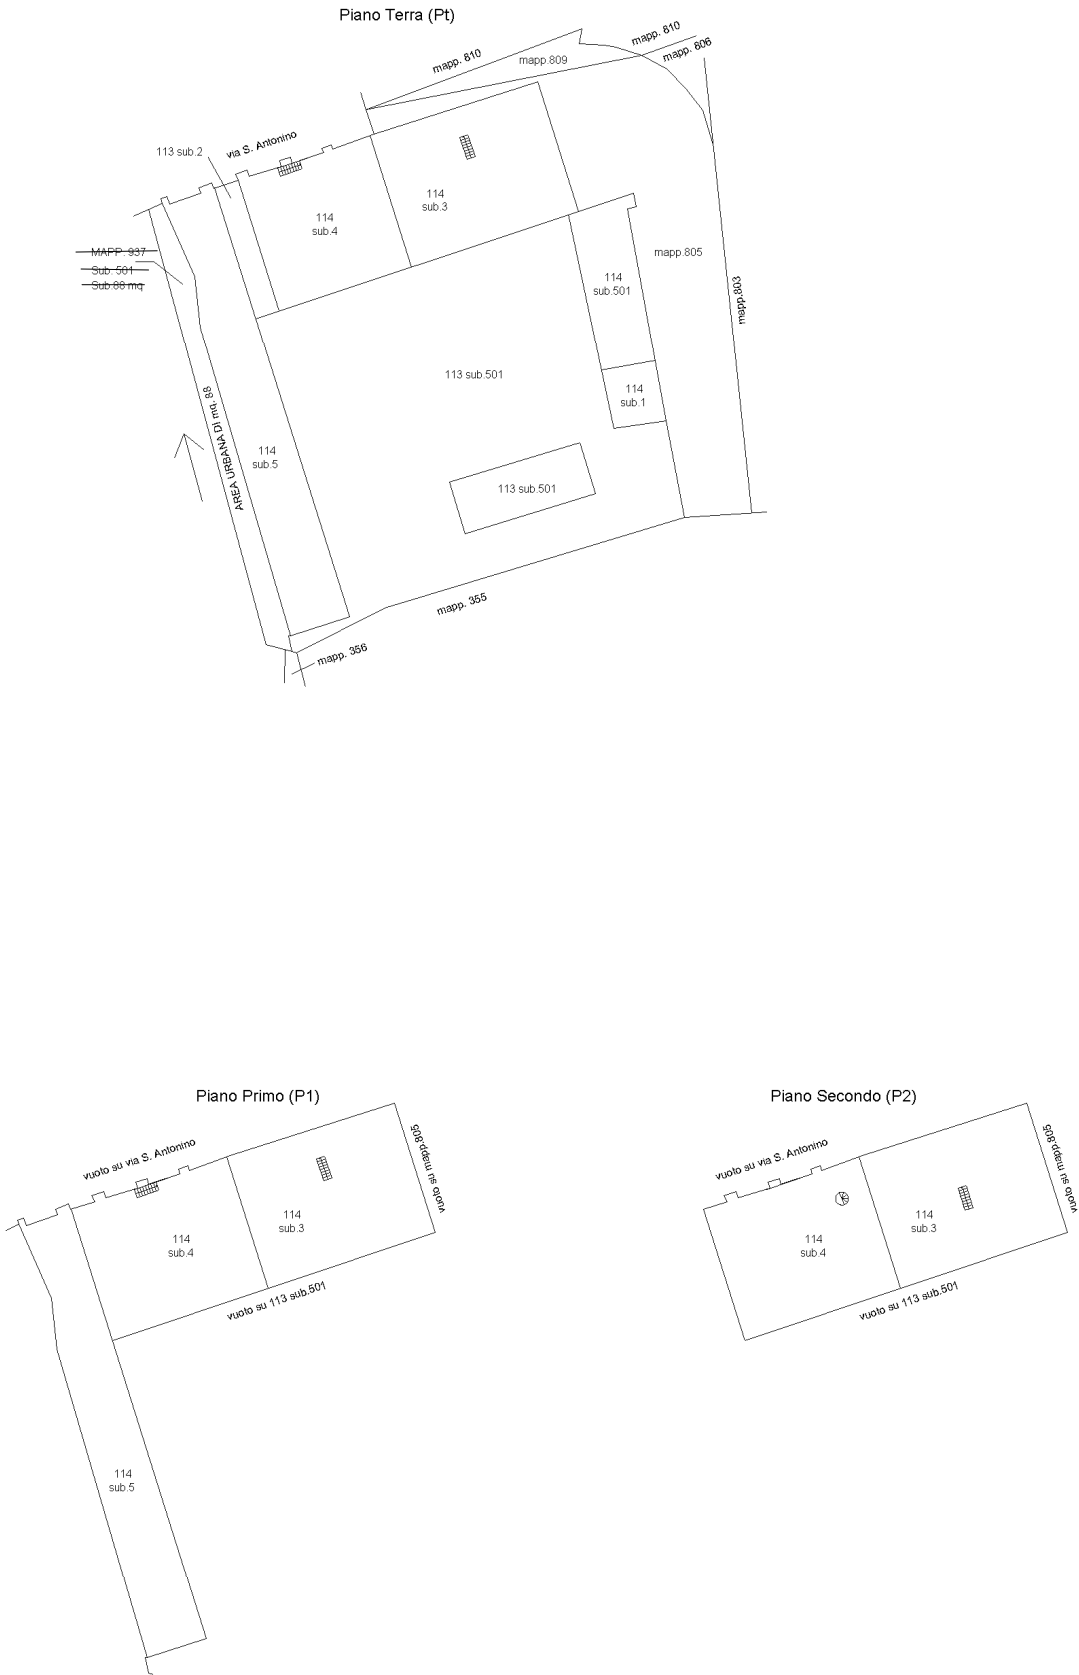 Piano Terra (Pt)
mapp. 810
mapp.809
mapp. 810
mapp. 806
via S. Antonino
113 sub.2
114
sub.3
114
sub.4
MAPP. 937
Sub. 501
Sub.88 mq
mapp.805
114
sub.501
mapp.803
113 sub.501
114
sub.1
AREA URBANA DI mq. 88
114
sub.5
113 sub.501
mapp. 355
mapp. 356
Piano Primo (P1)
vuoto su via S. Antonino
vuoto su mapp.805
114
sub.3
114
sub.4
vuoto su 113 sub.501
114
sub.5
Piano Secondo (P2)
vuoto su via S. Antonino
vuoto su mapp.805
114
sub.3
114
sub.4
vuoto su 113 sub.501